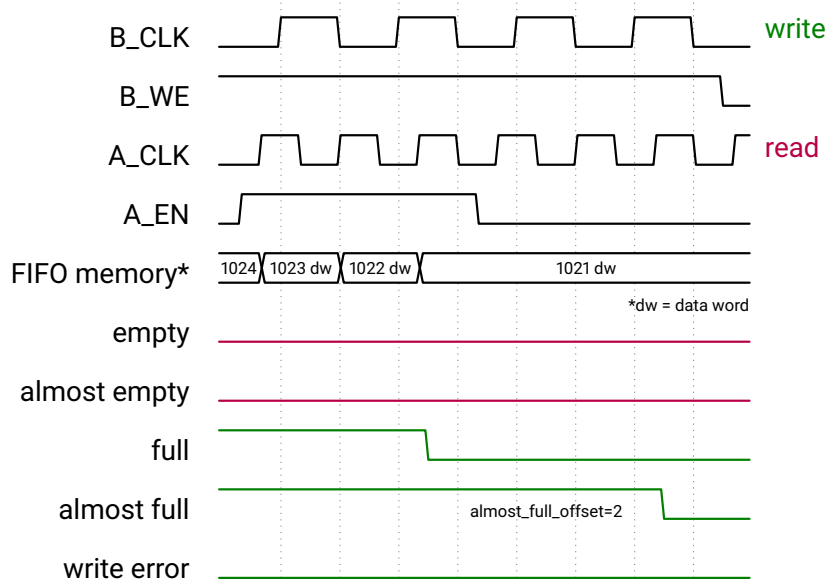 B_CLK
write
B_WE
A_CLK
read
A_EN
FIFO memory*
1024
1023 dw
1022 dw
1021 dw
*dw = data word
empty
almost empty
full
almost full
almost_full_offset=2
write error